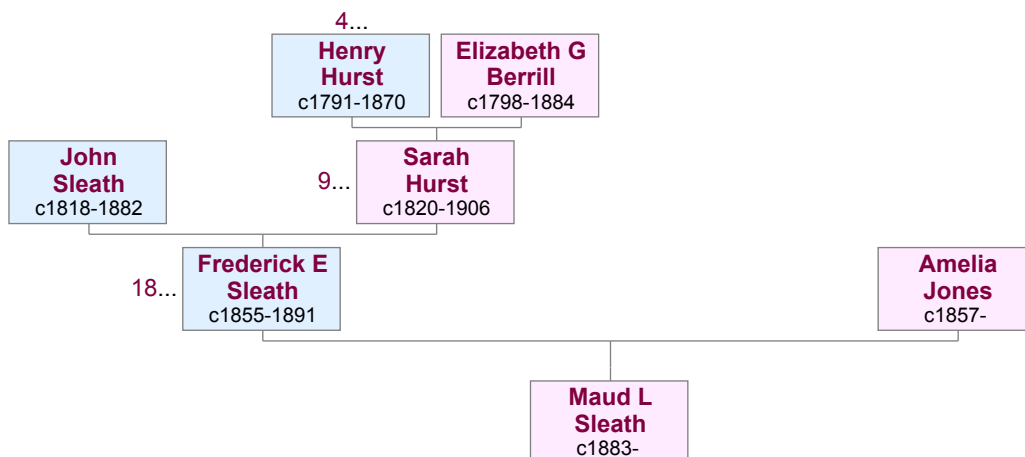 4...
Henry
Hurst
c1791-1870
Elizabeth G
Berrill
c1798-1884
John
Sleath
c1818-1882
9...
Sarah
Hurst
c1820-1906
18...
Frederick E
Sleath
c1855-1891
Amelia
Jones
c1857-
Maud L
Sleath
c1883-